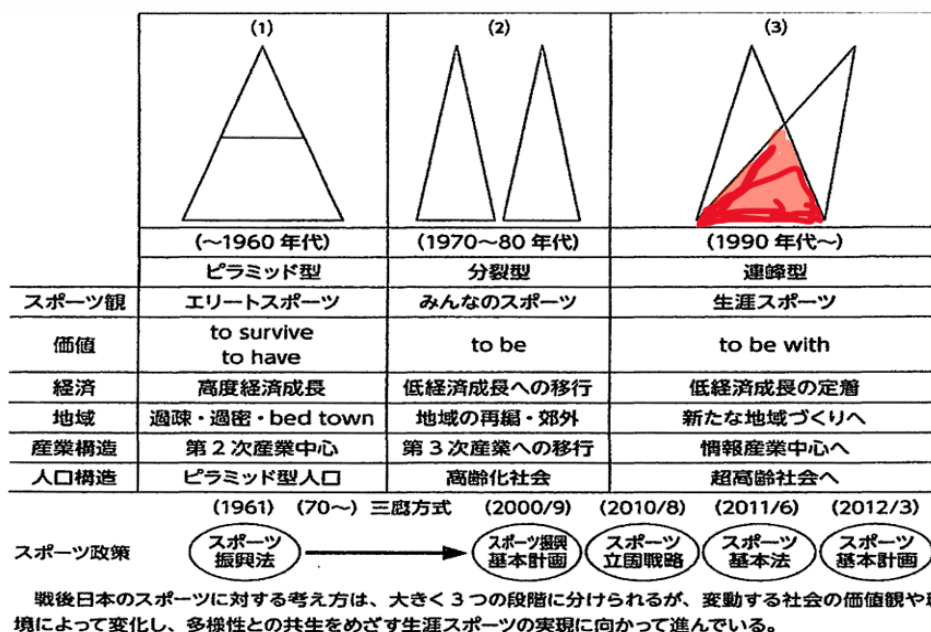 (1) (2) (3)
(～1960 年代) (1970～80 年代) (1990 年代～)
ピラミッド型 分裂型 連峰型
スポーツ観 エリートスポーツ みんなのスポーツ 生涯スポーツ
価値 to survive to have to be to be with
経済 高度経済成長 低経済成長への移行 低経済成長の定着
地域 過疎・過密・bed town 地域の再編・郊外 新たな地域づくりへ
産業構造 第2次産業中心 第3次産業への移行 情報産業中心へ
人口構造 ピラミッド型人口 高齢化社会 超高齢社会へ
(1961) (70～) 三鷹方式 (2000/9) (2010/8) (2011/6) (2012/3)
スポーツ政策 スポーツ振興法 スポーツ振興基本計画 スポーツ立国戦略 スポーツ基本法 スポーツ基本計画
戦後日本のスポーツに対する考え方は、大きく3つの段階に分けられるが、変動する社会の価値観や
境によって変化し、多様性との共生をめざす生涯スポーツの実現に向かって進んでいる。